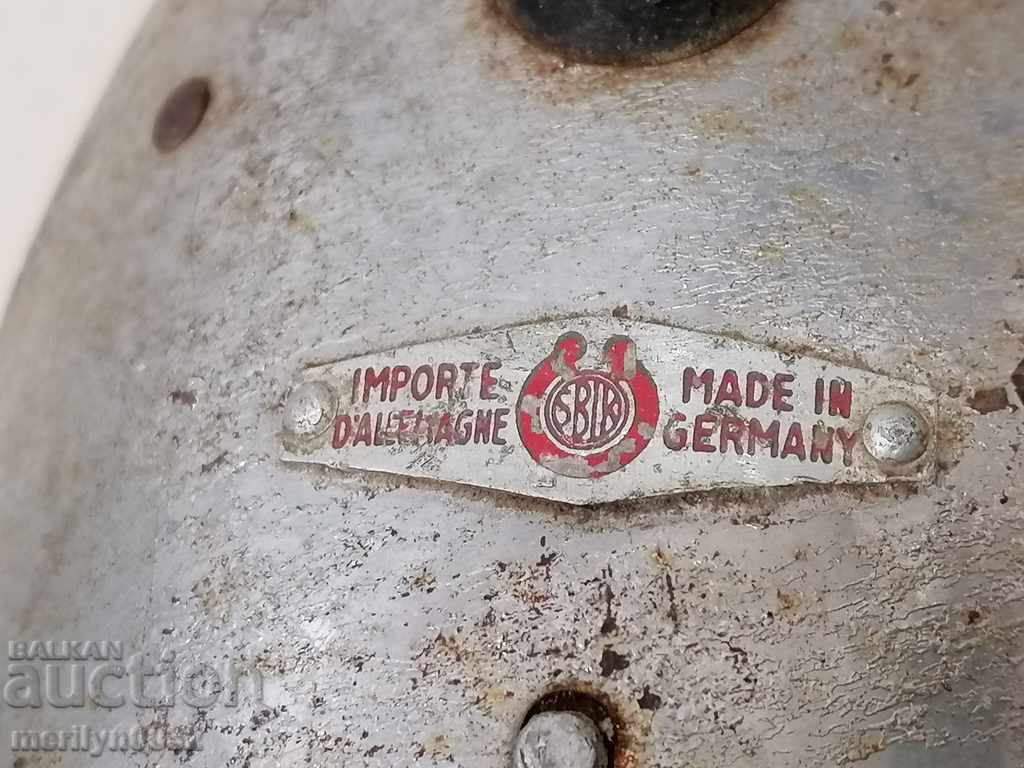 IMPORTE
D'ALLEMAGNE
SBIK
MADE IN
GERMANY
BALKAN
auction